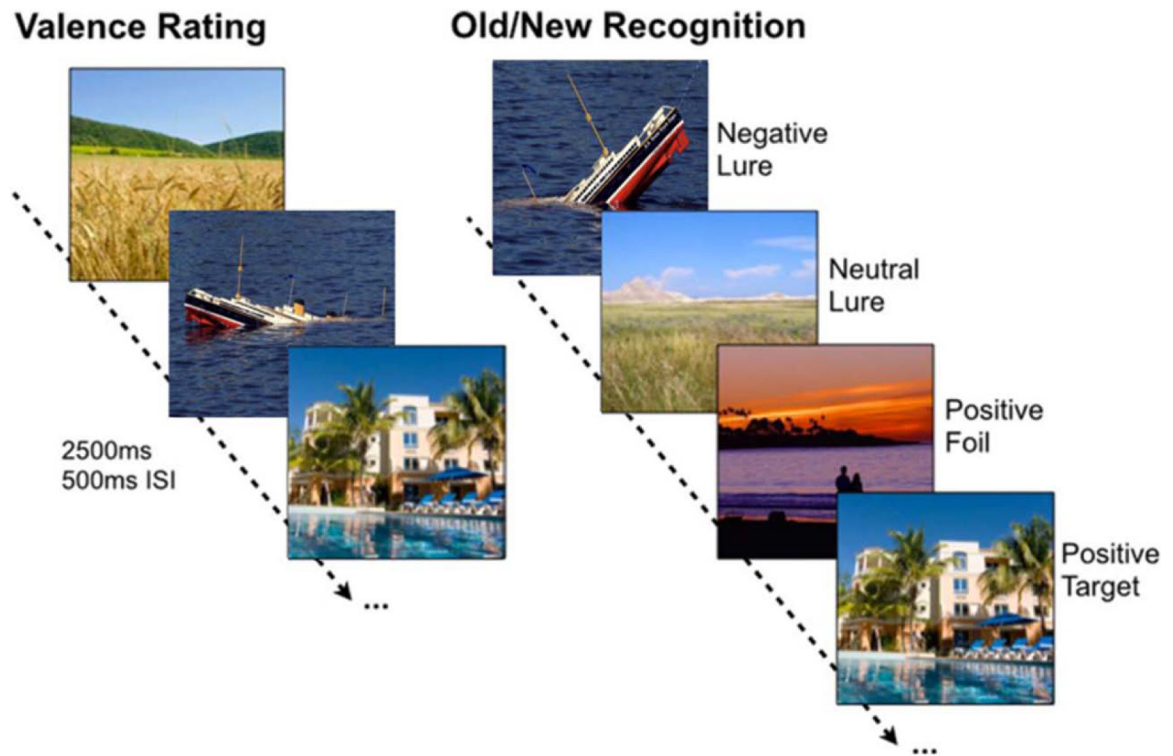 Valence Rating
Old/New Recognition
Negative
Lure
Neutral
Lure
Positive
Foil
Positive
Target
2500ms
500ms ISI
...
...